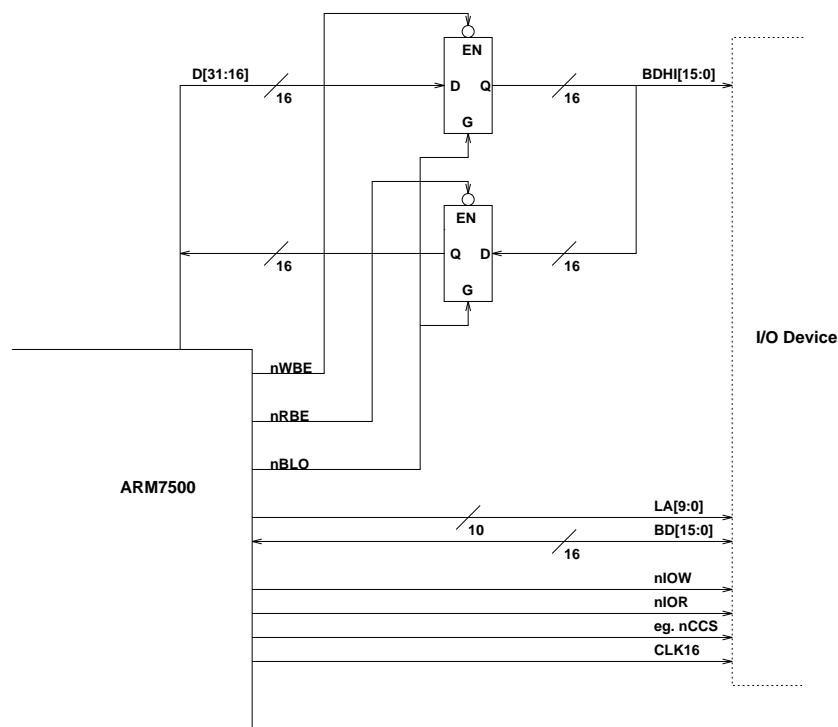 EN
D[31:16]
BDHI[15:0]
D
Q
16
16
G
EN
Q
D
16
16
G
I/O Device
nWBE
nRBE
nBLO
ARM7500
LA[9:0]
10
BD[15:0]
16
nIOW
nIOR
eg. nCCS
CLK16